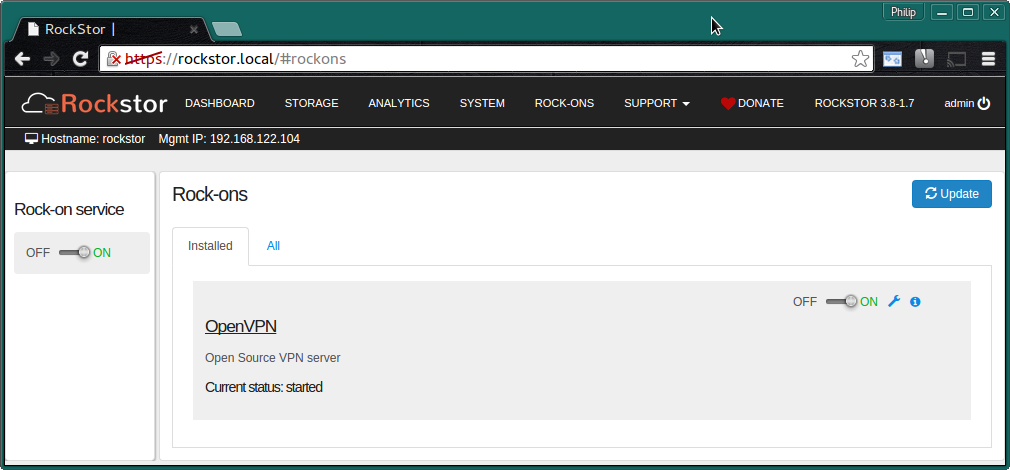 Philip
RockStor |
https://rockstor.local/#rockons
Rockstor DASHBOARD STORAGE ANALYTICS SYSTEM ROCK-ONS SUPPORT DONATE ROCKSTOR 3.8-1.7 admin
Hostname: rockstor Mgmt IP: 192.168.122.104
Rock-on service
OFF ON
Rock-ons
Update
Installed All
OFF ON
OpenVPN
Open Source VPN server
Current status: started